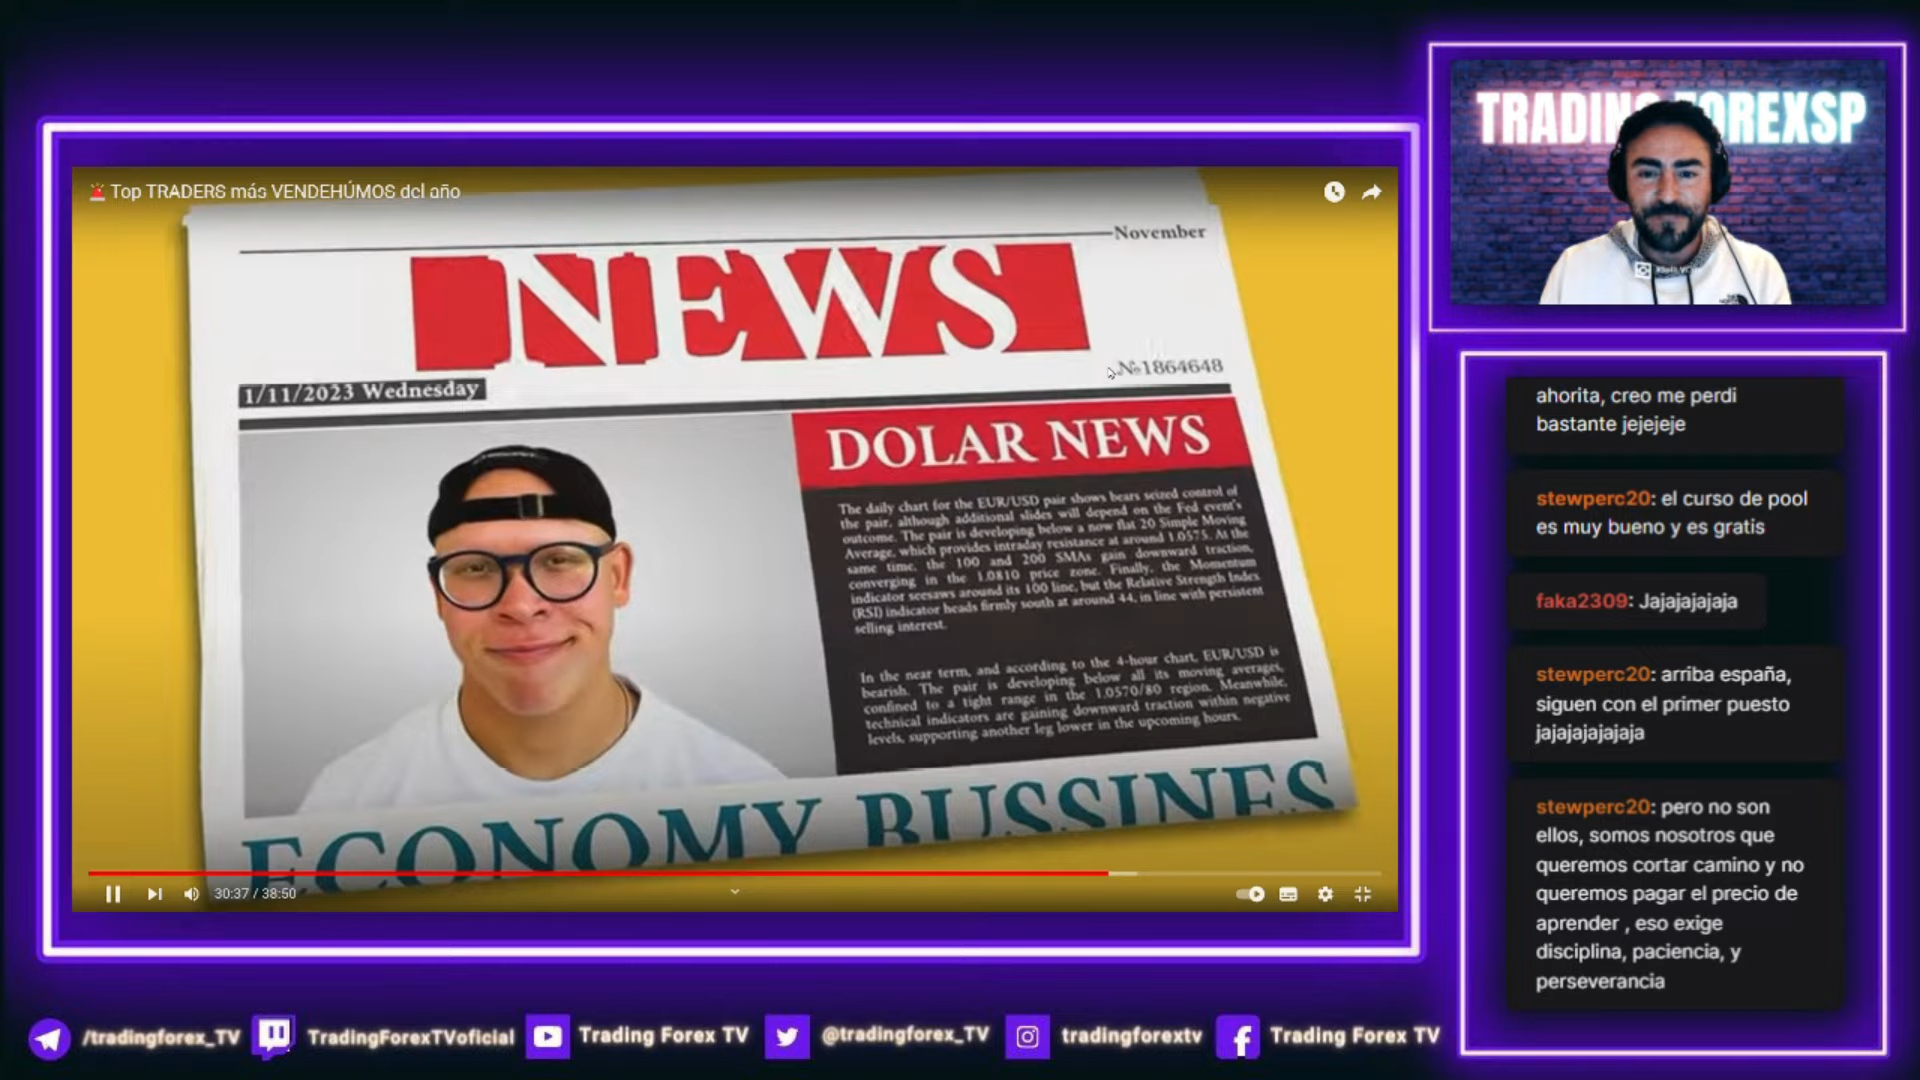 TRADIN FOREXSP
🚨 Top TRADERS más VENDEHÚMOS del año
November
NEWS
№1864648
1/11/2023 Wednesday
DOLAR NEWS
The daily chart for the EUR/USD pair shows bears seized control of
the pair, although additional slides will depend on the Fed event's
outcome. The pair is developing below a now flat 20 Simple Moving
Average, which provides intraday resistance at around 1.0575. At the
same time, the 100 and 200 SMAs gain downward traction,
converging in the 1.0810 price zone. Finally, the Momentum
indicator seesaws around its 100 line, but the Relative Strength Index
(RSI) indicator heads firmly south at around 44, in line with persistent
selling interest.
In the near term, and according to the 4-hour chart, EUR/USD is
bearish. The pair is developing below all its moving averages,
confined to a tight range in the 1.0570/80 region. Meanwhile,
technical indicators are gaining downward traction within negative
levels, supporting another leg lower in the upcoming hours.
ECONOMY BUSSINES
30:37 / 38:50
ahorita, creo me perdi
bastante jejejeje
stewperc20: el curso de pool
es muy bueno y es gratis
faka2309: Jajajajajaja
stewperc20: arriba españa,
siguen con el primer puesto
jajajajajajaja
stewperc20: pero no son
ellos, somos nosotros que
queremos cortar camino y no
queremos pagar el precio de
aprender , eso exige
disciplina, paciencia, y
perseverancia
/tradingforex_TV
TradingForexTVoficial
Trading Forex TV
@tradingforex_TV
tradingforextv
Trading Forex TV